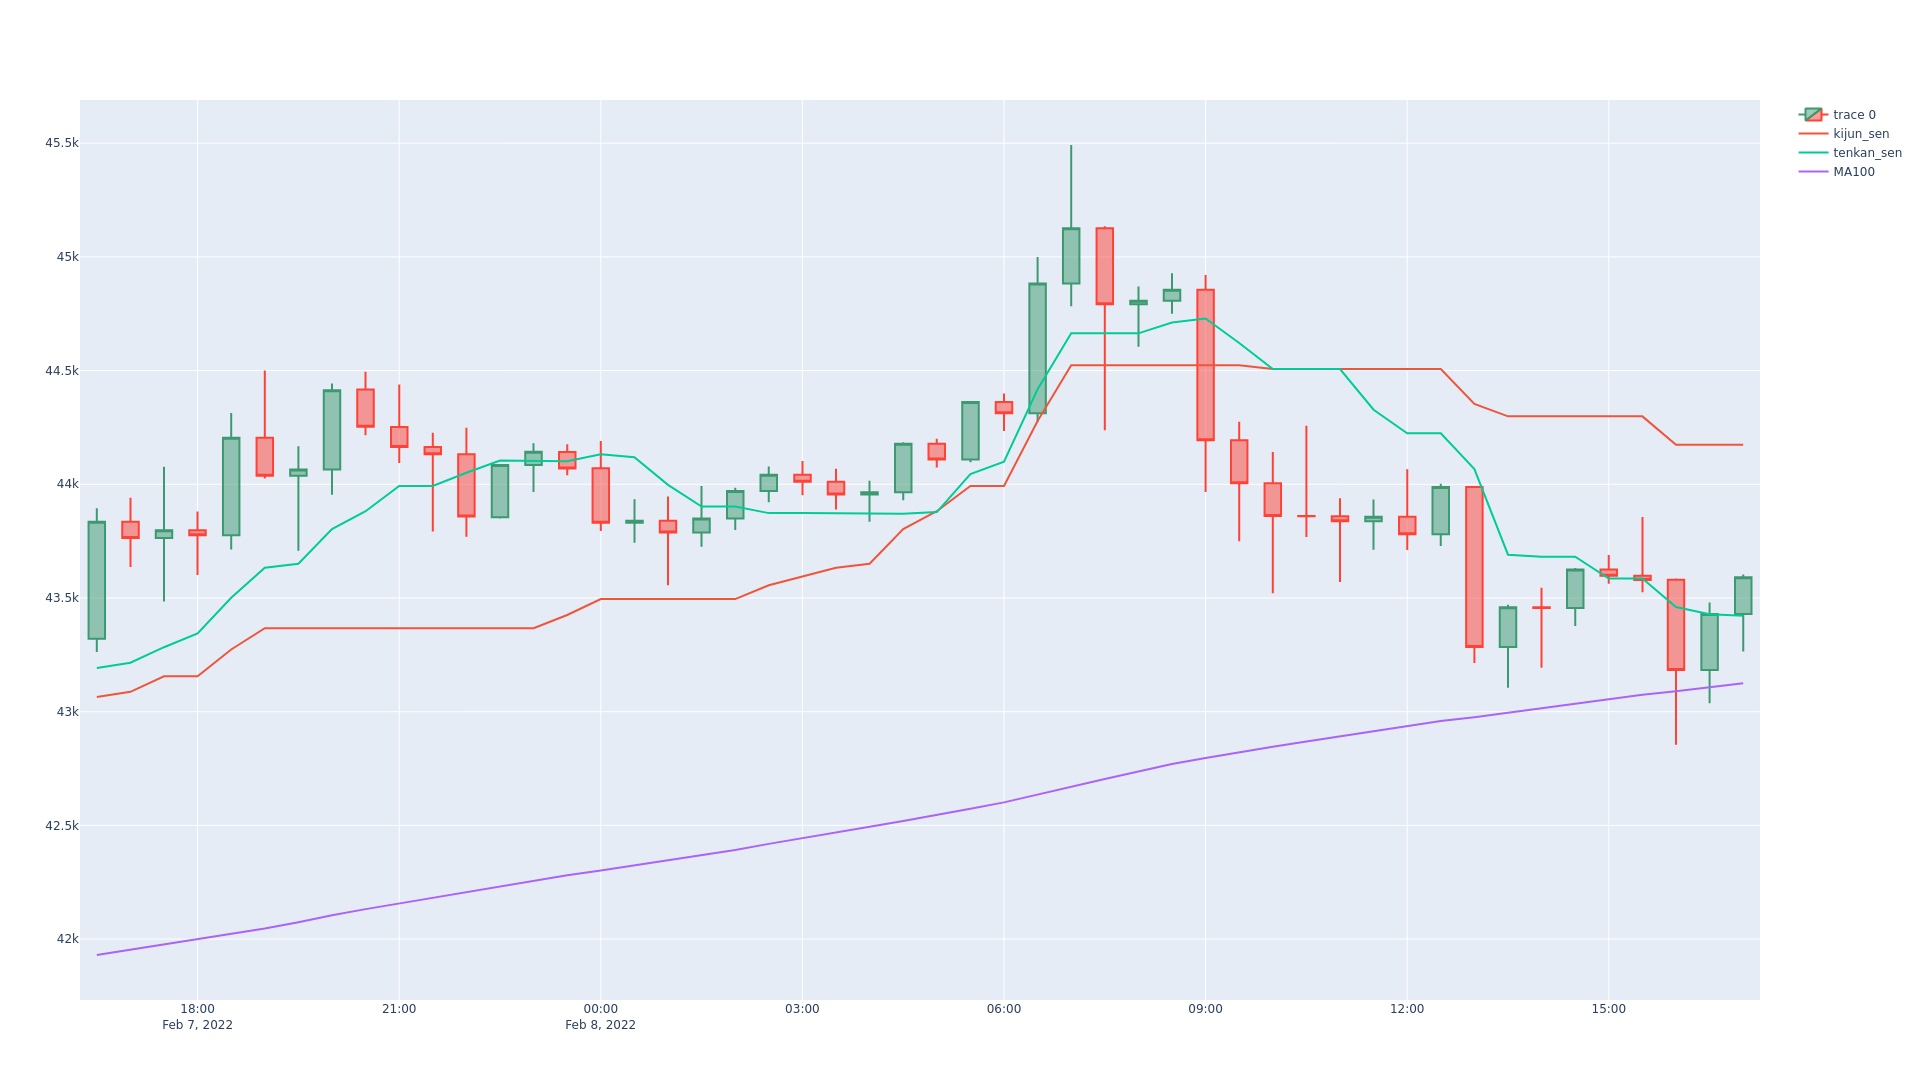 trace 0
kijun_sen
tenkan_sen
MA100
45.5k
45k
44.5k
44k
43.5k
43k
42.5k
42k
18:00 21:00 00:00 03:00 06:00 09:00 12:00 15:00
Feb 7, 2022 Feb 8, 2022